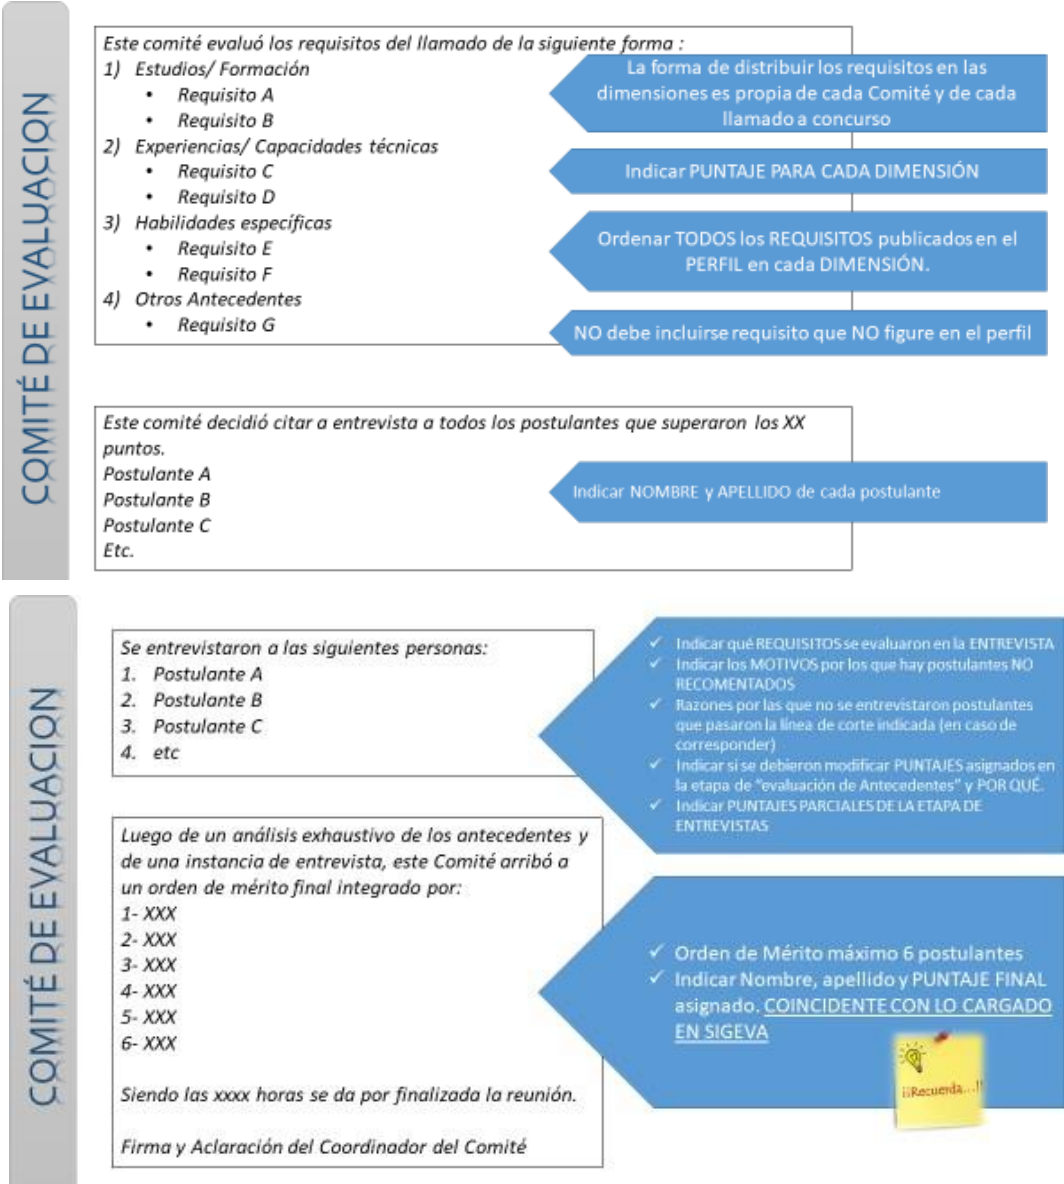 COMITÉ DE EVALUACION
Este comité evaluó los requisitos del llamado de la siguiente forma :
1) Estudios/ Formación
• Requisito A
• Requisito B
2) Experiencias/ Capacidades técnicas
• Requisito C
• Requisito D
3) Habilidades específicas
• Requisito E
• Requisito F
4) Otros Antecedentes
• Requisito G
La forma de distribuir los requisitos en las
dimensiones es propia de cada Comité y de cada
llamado a concurso
Indicar PUNTAJE PARA CADA DIMENSIÓN
Ordenar TODOS los REQUISITOS publicados en el
PERFIL en cada DIMENSIÓN.
NO debe incluirse requisito que NO figure en el perfil
Este comité decidió citar a entrevista a todos los postulantes que superaron los XX
puntos.
Postulante A
Postulante B
Postulante C
Etc.
Indicar NOMBRE y APELLIDO de cada postulante
COMITÉ DE EVALUACION
Se entrevistaron a las siguientes personas:
1. Postulante A
2. Postulante B
3. Postulante C
4. etc
✓ Indicar qué REQUISITOS se evaluaron en la ENTREVISTA
✓ Indicar los MOTIVOS por los que hay postulantes NO
RECOMENTADOS
✓ Razones por las que no se entrevistaron postulantes
que pasaron la línea de corte indicada (en caso de
corresponder)
✓ Indicar si se debieron modificar PUNTAJES asignados en
la etapa de “evaluación de Antecedentes” y POR QUÉ.
✓ Indicar PUNTAJES PARCIALES DE LA ETAPA DE
ENTREVISTAS
Luego de un análisis exhaustivo de los antecedentes y
de una instancia de entrevista, este Comité arribó a
un orden de mérito final integrado por:
1- XXX
2- XXX
3- XXX
4- XXX
5- XXX
6- XXX
Siendo las xxxx horas se da por finalizada la reunión.
Firma y Aclaración del Coordinador del Comité
✓ Orden de Mérito máximo 6 postulantes
✓ Indicar Nombre, apellido y PUNTAJE FINAL
asignado. COINCIDENTE CON LO CARGADO
EN SIGEVA
¡¡Recuerda...!!